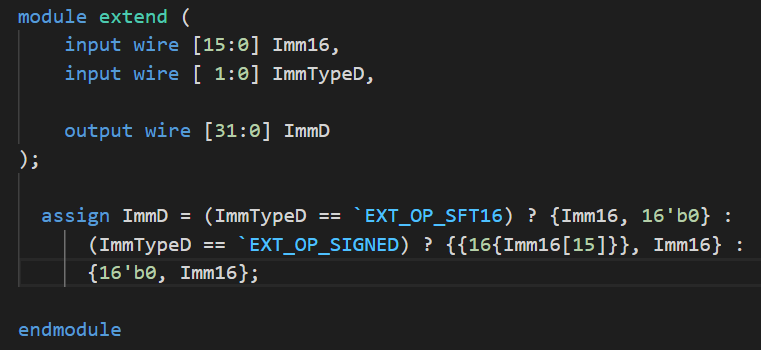 module extend (
    input wire [15:0] Imm16,
    input wire [ 1:0] ImmTypeD,

    output wire [31:0] ImmD
);

  assign ImmD = (ImmTypeD == `EXT_OP_SFT16) ? {Imm16, 16'b0} :
      (ImmTypeD == `EXT_OP_SIGNED) ? {{16{Imm16[15]}}, Imm16} :
      {16'b0, Imm16};

endmodule